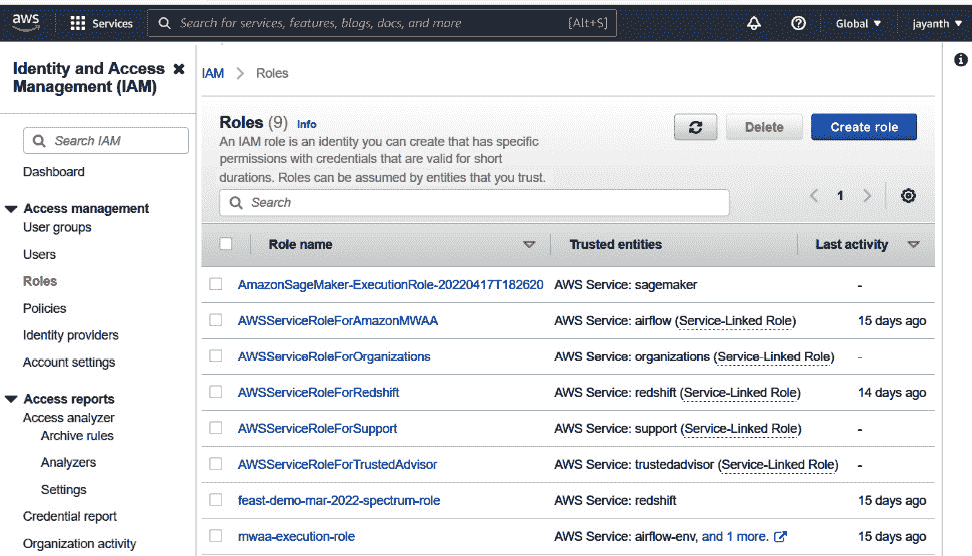 aws
Services
Search for services, features, blogs, docs, and more
[Alt+S]
Global
jayanth
Identity and Access
Management (IAM)
Search IAM
Dashboard
Access management
User groups
Users
Roles
Policies
Identity providers
Account settings
Access reports
Access analyzer
Archive rules
Analyzers
Settings
Credential report
Organization activity
IAM > Roles
Roles (9) Info
An IAM role is an identity you can create that has specific
permissions with credentials that are valid for short
durations. Roles can be assumed by entities that you trust.
Delete
Create role
Search
1
Role name Trusted entities Last activity
AmazonSageMaker-ExecutionRole-20220417T182620 AWS Service: sagemaker -
AWSServiceRoleForAmazonMWAA AWS Service: airflow (Service-Linked Role) 15 days ago
AWSServiceRoleForOrganizations AWS Service: organizations (Service-Linked Role) -
AWSServiceRoleForRedshift AWS Service: redshift (Service-Linked Role) 14 days ago
AWSServiceRoleForSupport AWS Service: support (Service-Linked Role) -
AWSServiceRoleForTrustedAdvisor AWS Service: trustedadvisor (Service-Linked Role) -
feast-demo-mar-2022-spectrum-role AWS Service: redshift 15 days ago
mwaa-execution-role AWS Service: airflow-env, and 1 more. 15 days ago